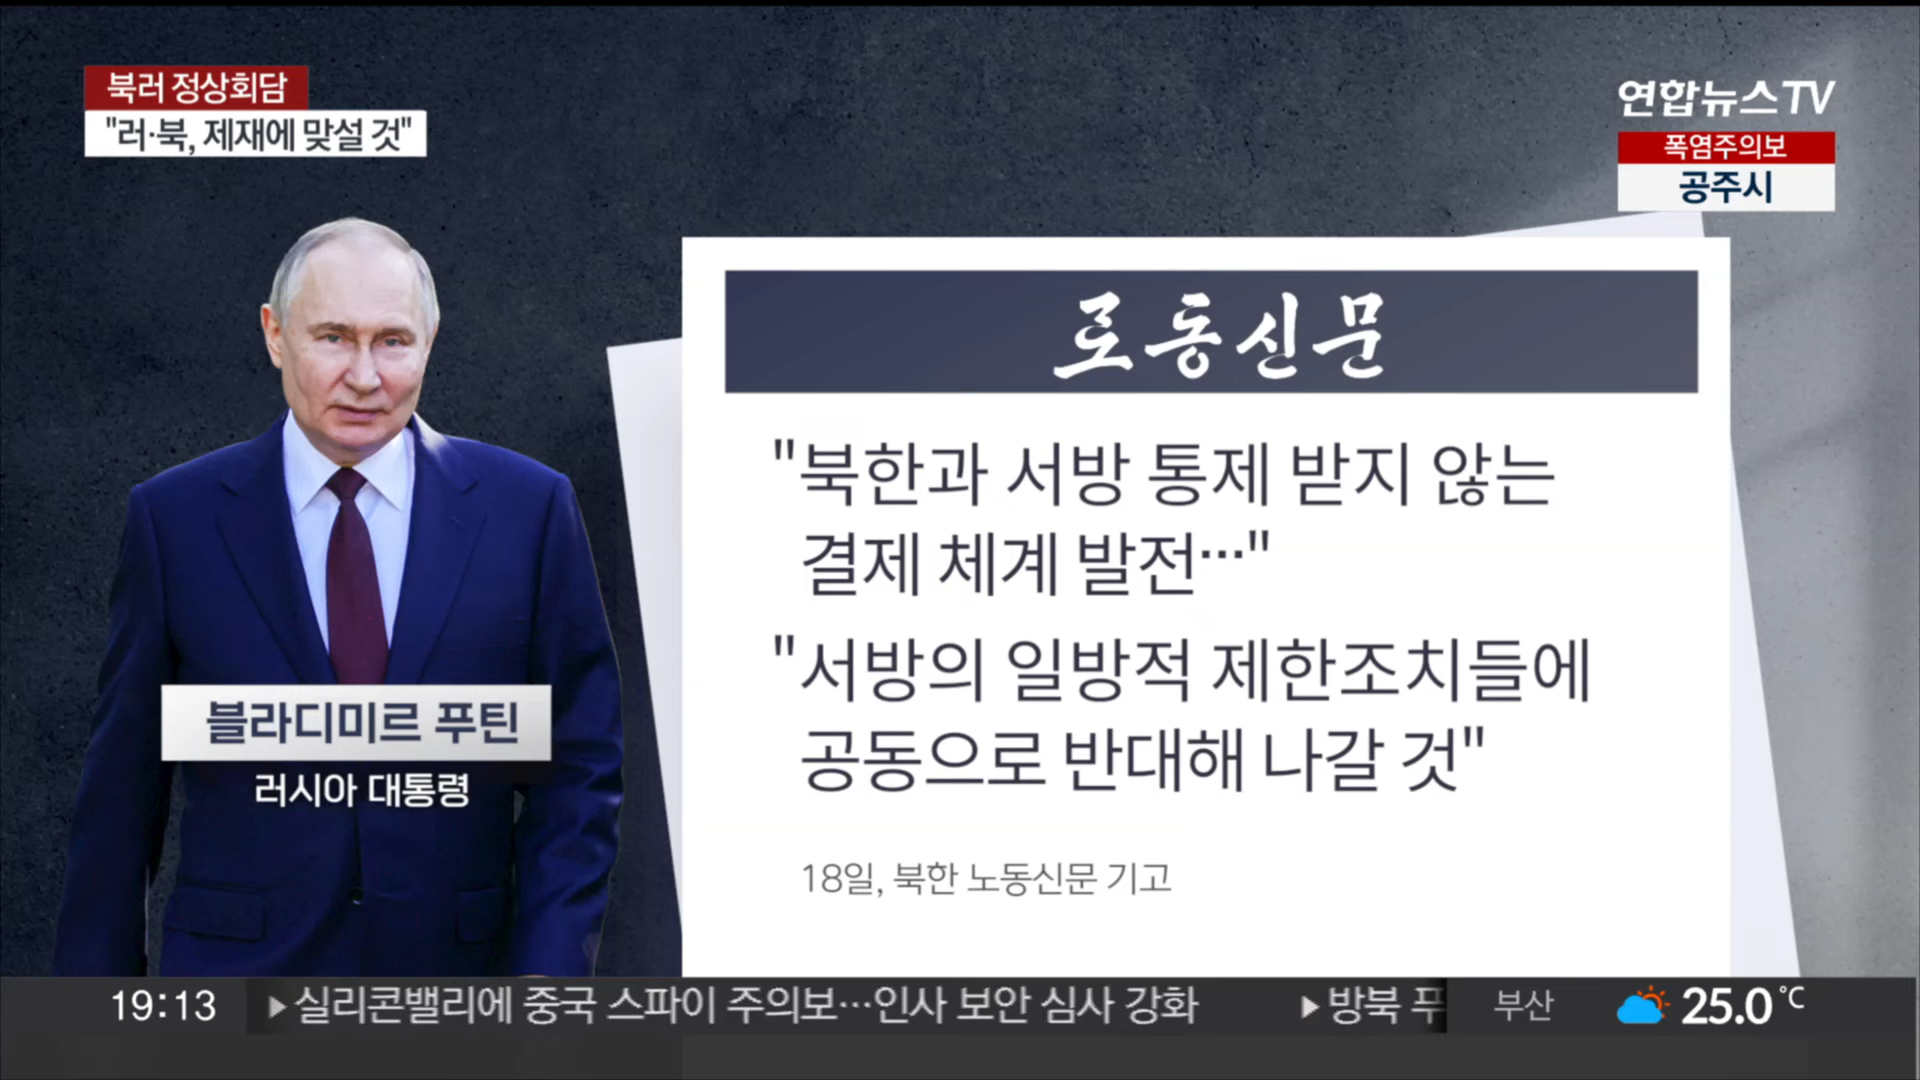 북러 정상회담
"러·북, 제재에 맞설 것"
연합뉴스TV
폭염주의보
공주시
로동신문
"북한과 서방 통제 받지 않는
결제 체계 발전…"
"서방의 일방적 제한조치들에
공동으로 반대해 나갈 것"
18일, 북한 노동신문 기고
블라디미르 푸틴
러시아 대통령
19:13 ▶실리콘밸리에 중국 스파이 주의보…인사 보안 심사 강화 ▶방북 푸 부산 25.0℃